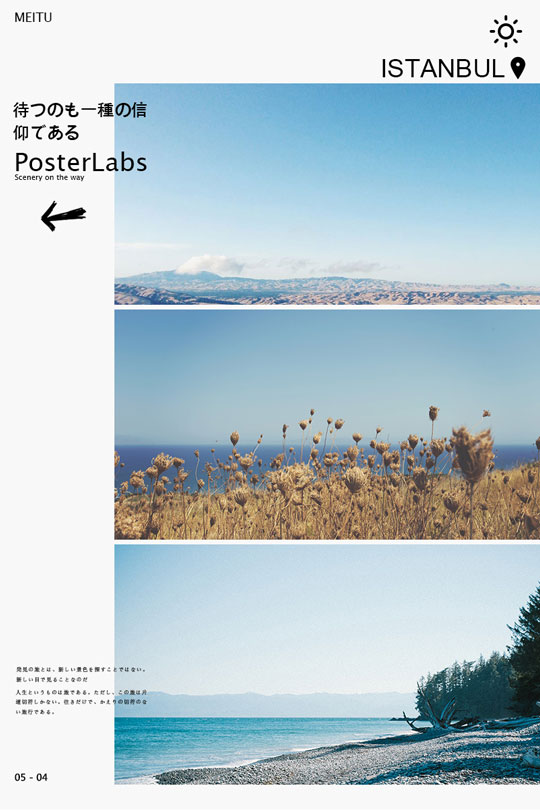 MEITU
ISTANBUL
待つのも一種の信
仰である
PosterLabs
Scenery on the way
発見の旅とは、新しい景色を探すことではない。
新しい目で見ることなのだ
人生というものは旅である。ただし、この旅は片
道切符しかない。往きだけで、かえりの切符のな
い旅行である。
05 - 04